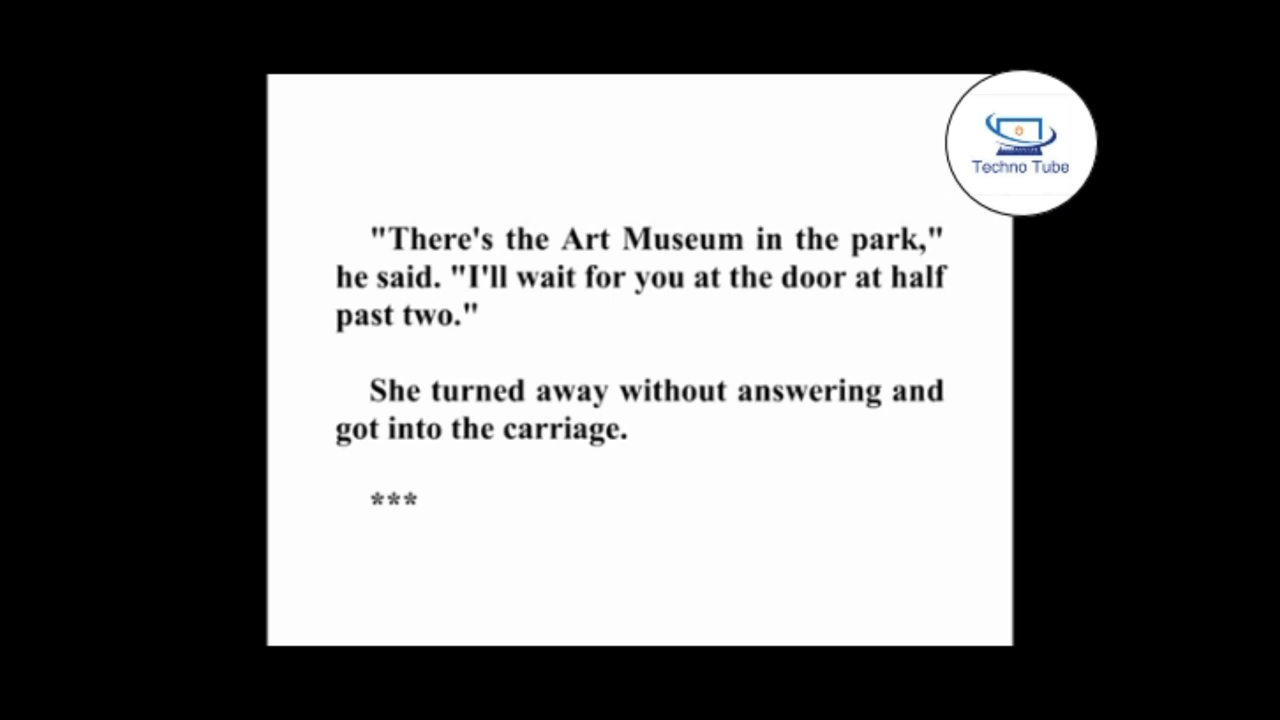 Techno Tube
"There's the Art Museum in the park,"
he said. "I'll wait for you at the door at half
past two."
She turned away without answering and
got into the carriage.
***